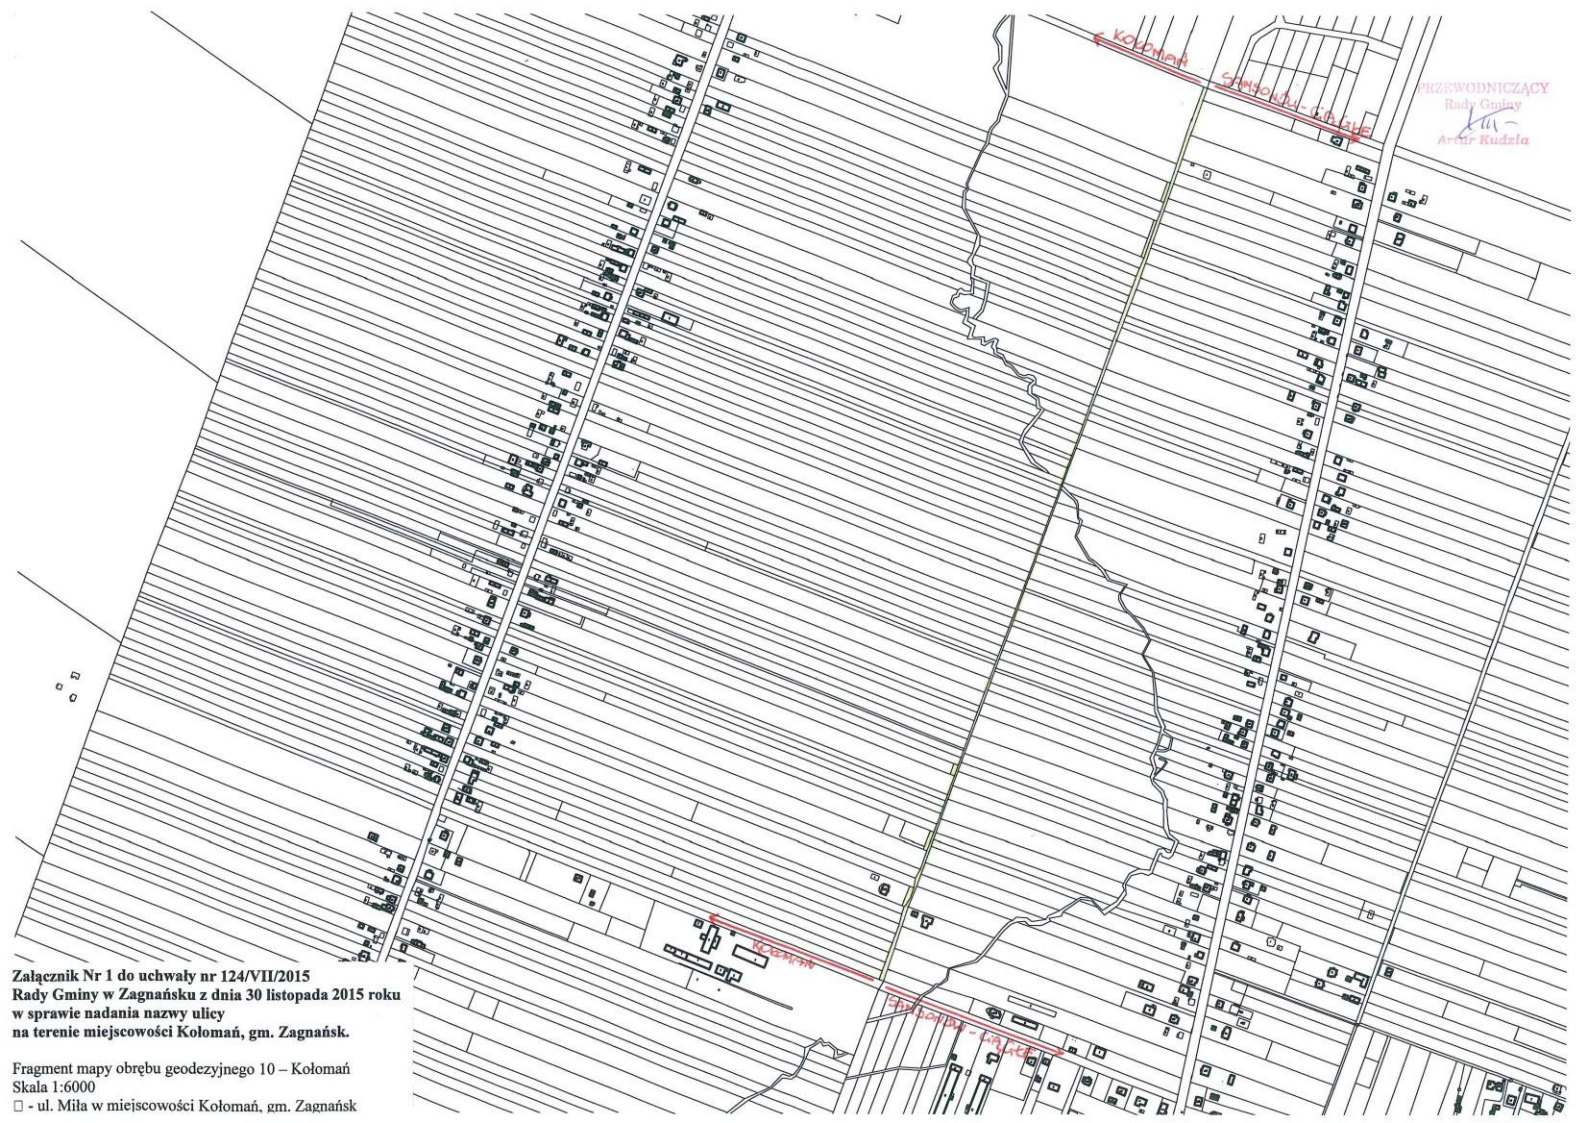 KOŁOMAŃ
SAMSONÓW-CIĄGŁE
PRZEWODNICZĄCY
Rady Gminy
Artur Kudzia
KOŁOMAŃ
SAMSONÓW-CIĄGŁE
Załącznik Nr 1 do uchwały nr 124/VII/2015
Rady Gminy w Zagnańsku z dnia 30 listopada 2015 roku
w sprawie nadania nazwy ulicy
na terenie miejscowości Kołomań, gm. Zagnańsk.
Fragment mapy obrębu geodezyjnego 10 – Kołomań
Skala 1:6000
☐ - ul. Miła w miejscowości Kołomań, gm. Zagnańsk